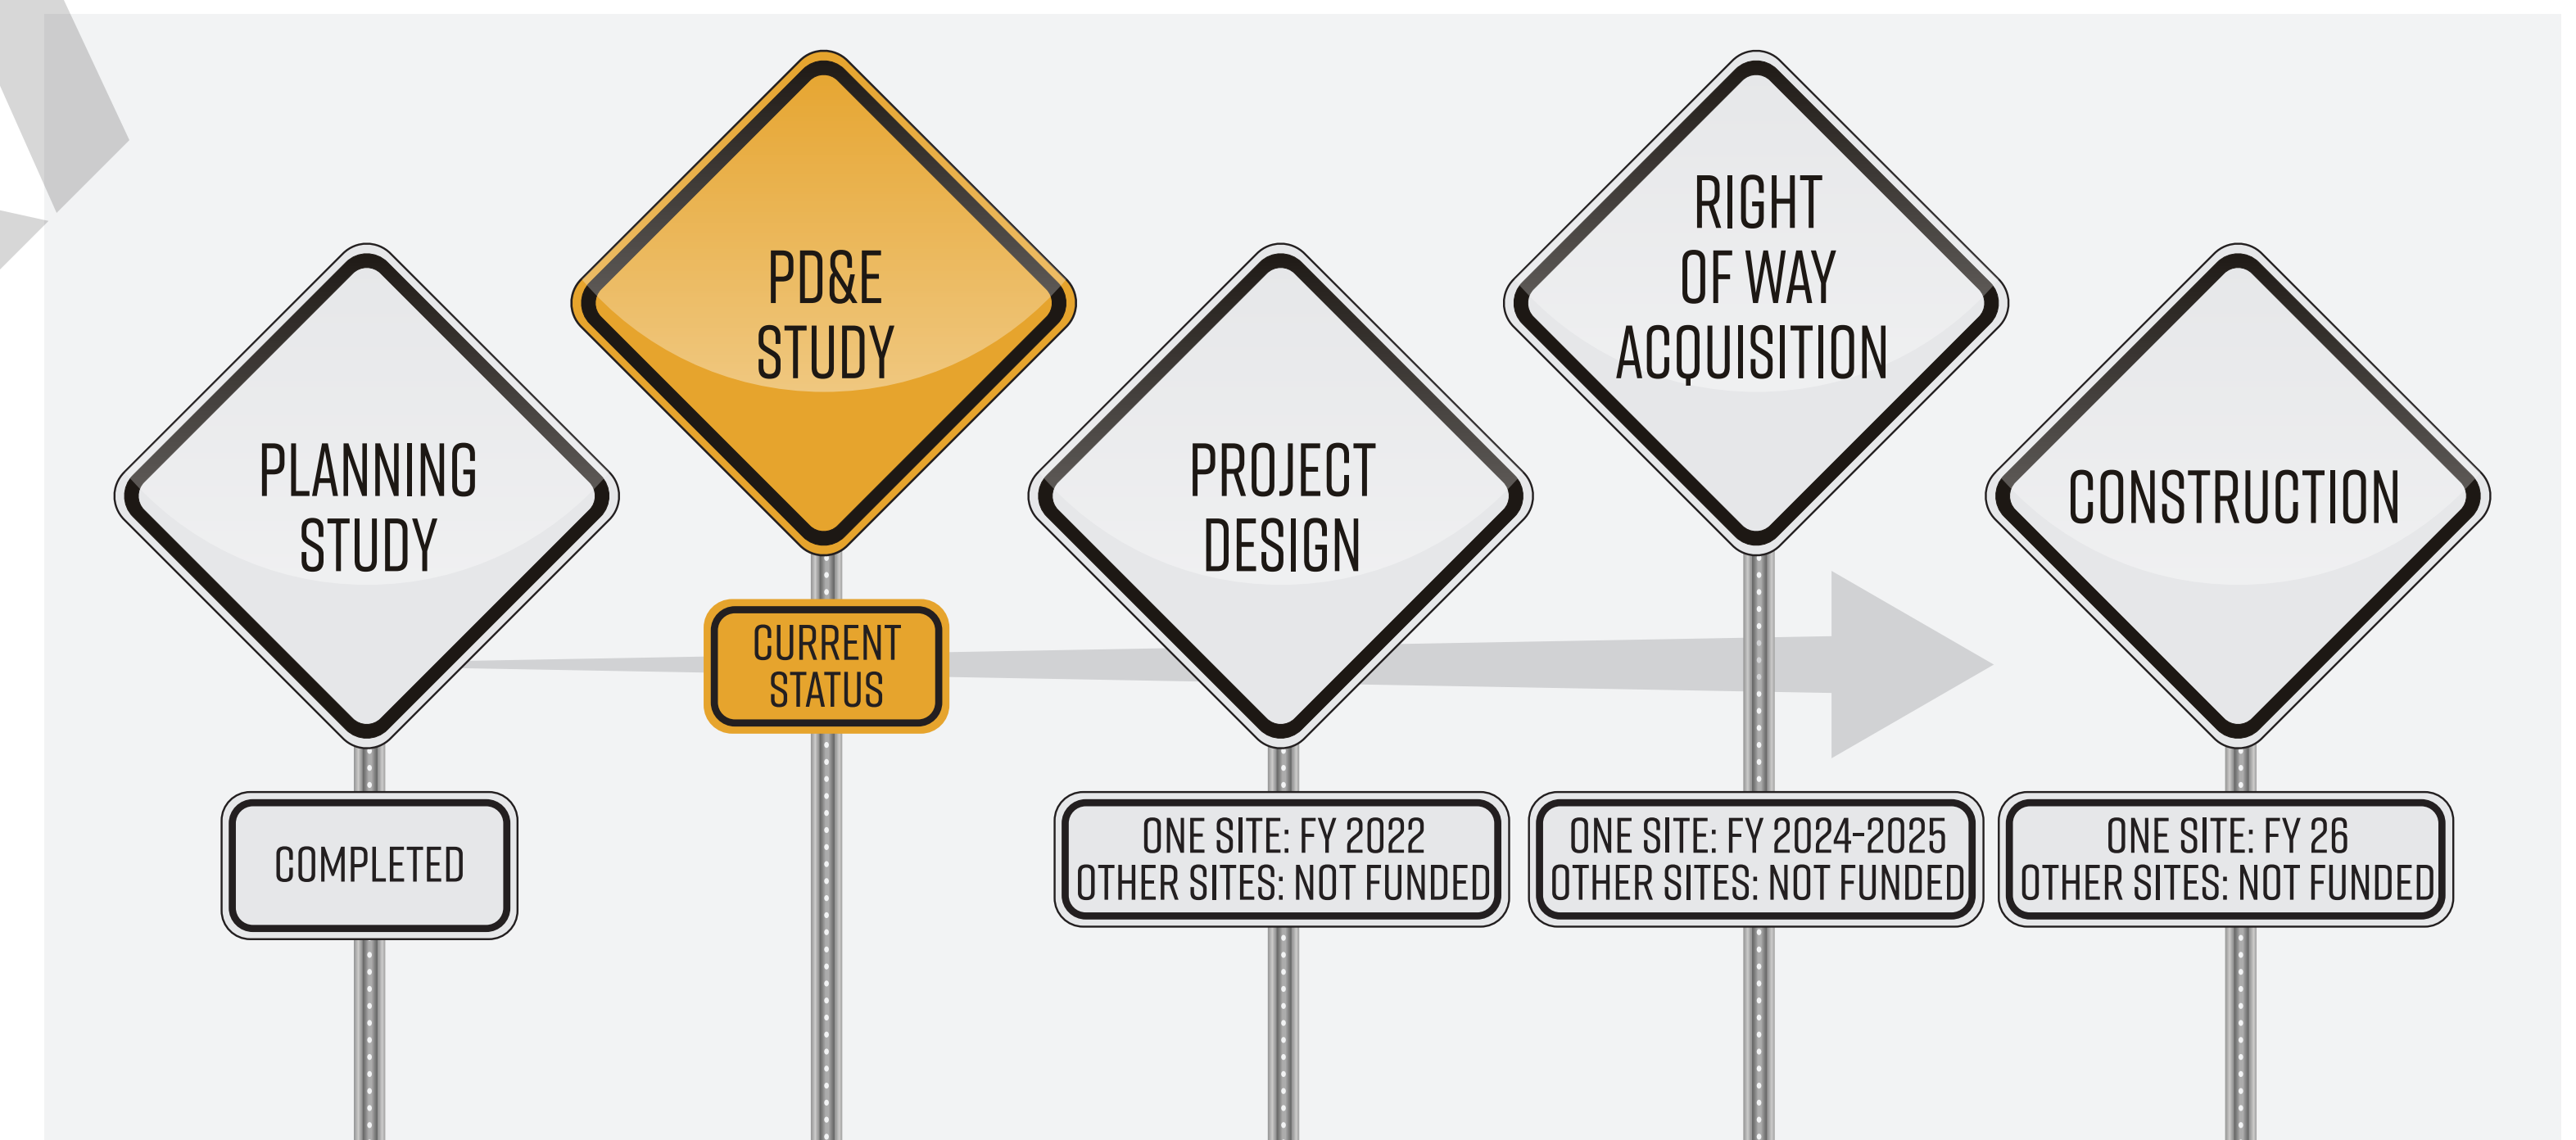 PLANNING
STUDY
COMPLETED
PD&E
STUDY
CURRENT
STATUS
PROJECT
DESIGN
ONE SITE: FY 2022
OTHER SITES: NOT FUNDED
RIGHT
OF WAY
ACQUISITION
ONE SITE: FY 2024-2025
OTHER SITES: NOT FUNDED
CONSTRUCTION
ONE SITE: FY 26
OTHER SITES: NOT FUNDED